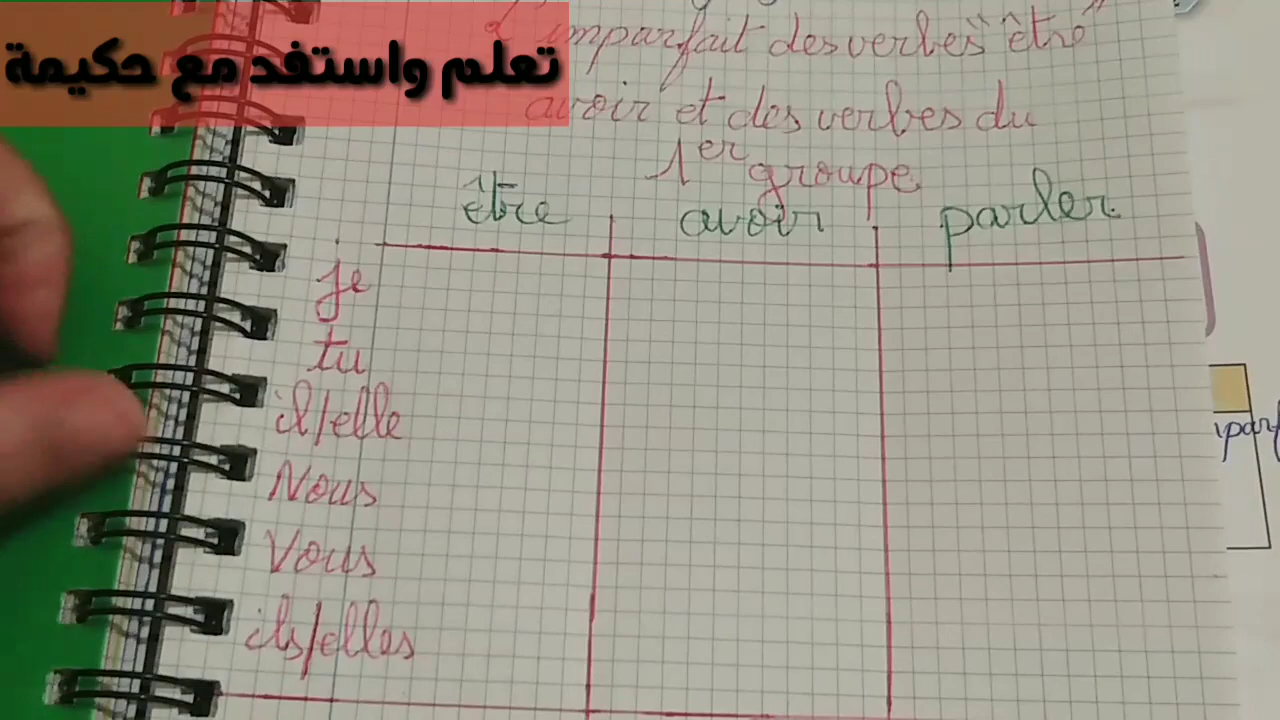 تعلم واستفد مع حكيمة
L'imparfait des verbes "être"
avoir et des verbes du
1er groupe
être avoir parler
je
tu
il/elle
Nous
Vous
ils/elles